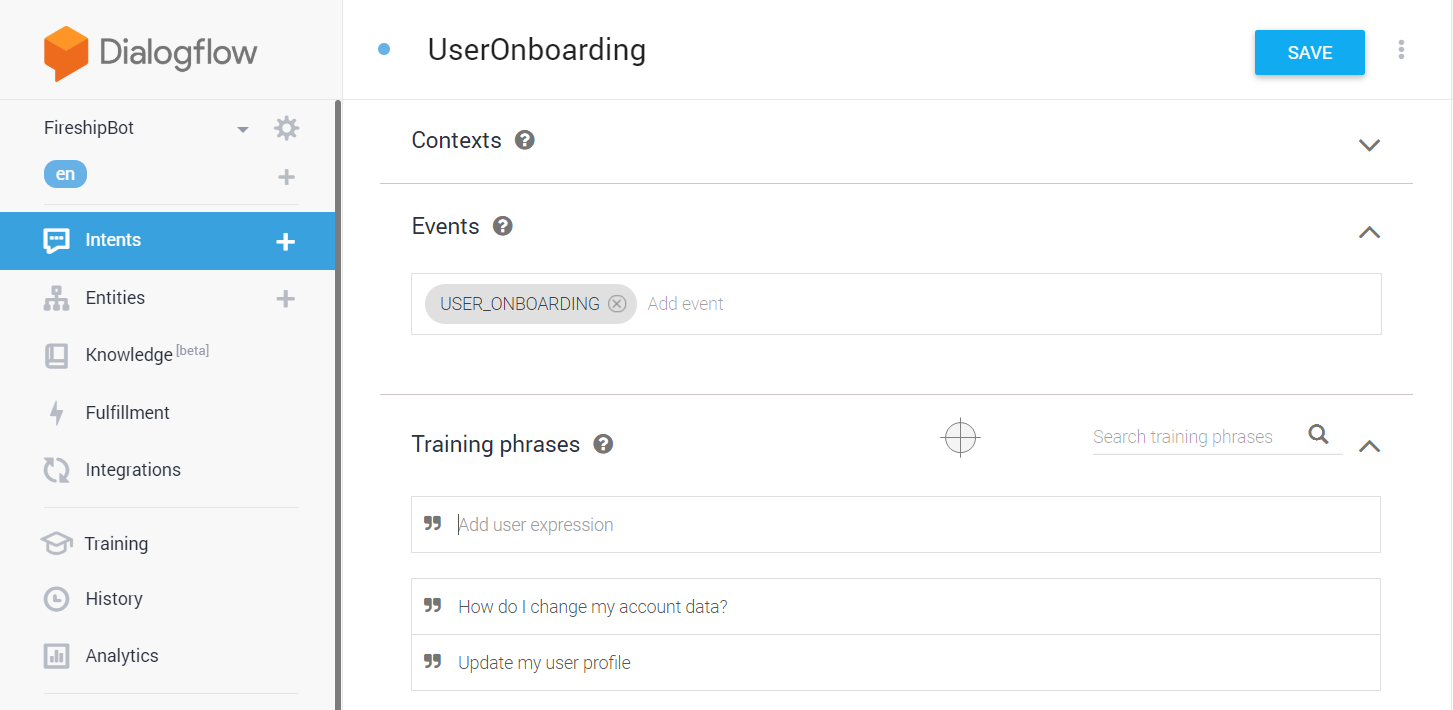 Dialogflow
FireshipBot
en
Intents
Entities
Knowledge [beta]
Fulfillment
Integrations
Training
History
Analytics
UserOnboarding
SAVE
Contexts ?
Events ?
USER_ONBOARDING Add event
Training phrases ?
Search training phrases
Add user expression
How do I change my account data?
Update my user profile